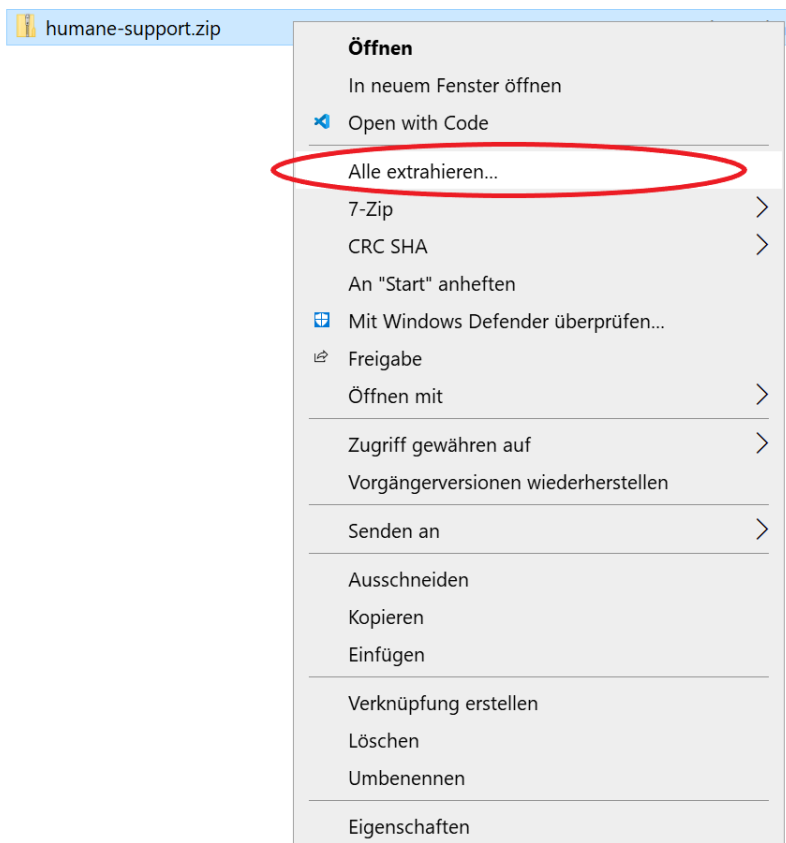 humane-support.zip
Öffnen
In neuem Fenster öffnen
Open with Code
Alle extrahieren...
7-Zip
CRC SHA
An "Start" anheften
Mit Windows Defender überprüfen...
Freigabe
Öffnen mit
Zugriff gewähren auf
Vorgängerversionen wiederherstellen
Senden an
Ausschneiden
Kopieren
Einfügen
Verknüpfung erstellen
Löschen
Umbenennen
Eigenschaften